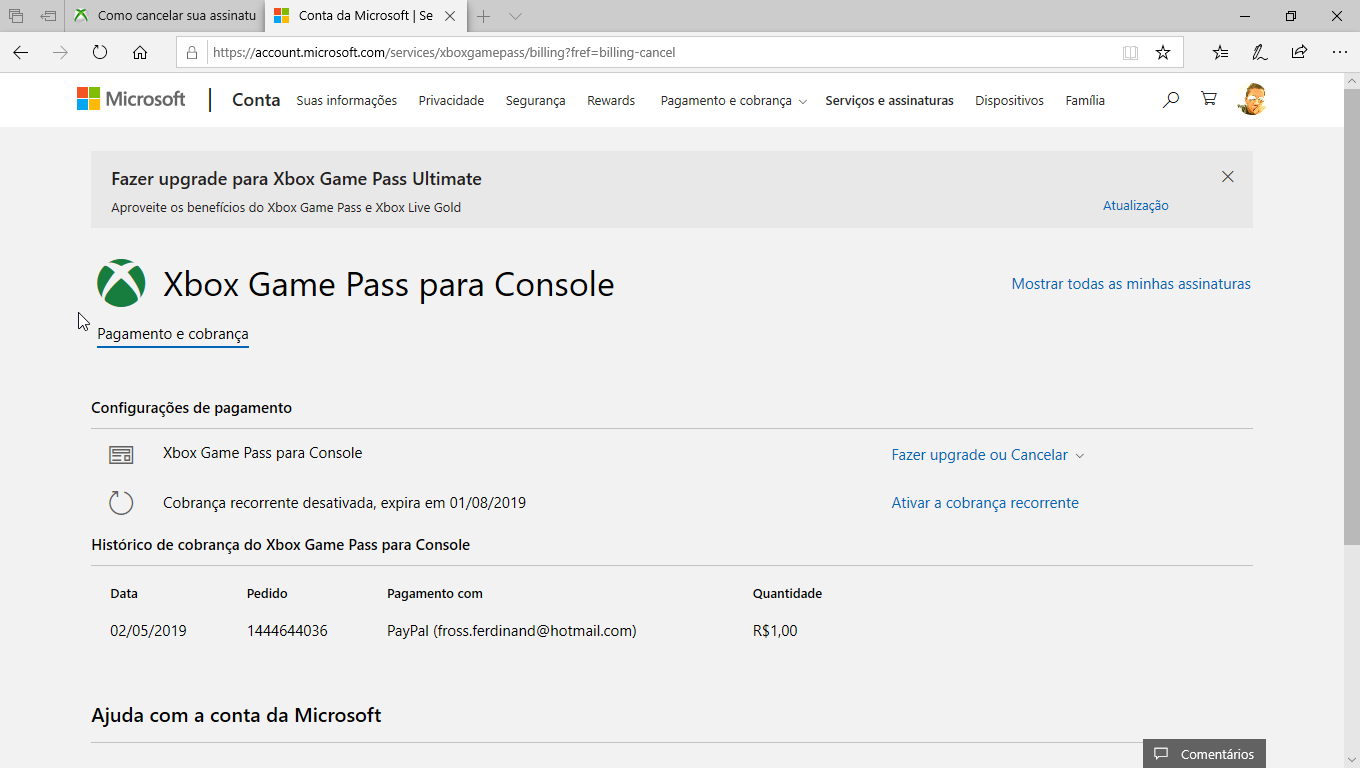 Como cancelar sua assinatu
Conta da Microsoft | Se
https://account.microsoft.com/services/xboxgamepass/billing?fref=billing-cancel
Microsoft | Conta Suas informações Privacidade Segurança Rewards Pagamento e cobrança Serviços e assinaturas Dispositivos Família
Fazer upgrade para Xbox Game Pass Ultimate
Aproveite os benefícios do Xbox Game Pass e Xbox Live Gold
Atualização
Xbox Game Pass para Console
Mostrar todas as minhas assinaturas
Pagamento e cobrança
Configurações de pagamento
Xbox Game Pass para Console Fazer upgrade ou Cancelar
Cobrança recorrente desativada, expira em 01/08/2019 Ativar a cobrança recorrente
Histórico de cobrança do Xbox Game Pass para Console
Data Pedido Pagamento com Quantidade
02/05/2019 1444644036 PayPal (fross.ferdinand@hotmail.com) R$1,00
Ajuda com a conta da Microsoft
Comentários